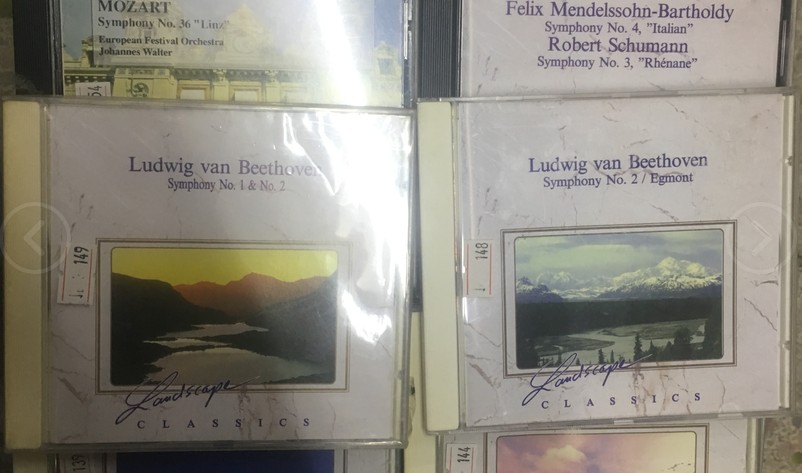 MOZART
Symphony No. 36 "Linz"
European Festival Orchestra
Johannes Walter
54
Felix Mendelssohn-Bartholdy
Symphony No. 4, "Italian"
Robert Schumann
Symphony No. 3, "Rhénane"
Ludwig van Beethoven
Symphony No. 1 & No. 2
149
Landscape
CLASSICS
Ludwig van Beethoven
Symphony No. 2 / Egmont
148
Landscape
CLASSICS
139
144